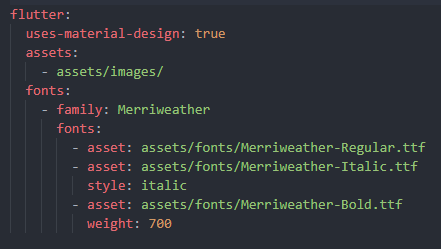 flutter:
  uses-material-design: true
  assets:
    - assets/images/
  fonts:
    - family: Merriweather
      fonts:
        - asset: assets/fonts/Merriweather-Regular.ttf
        - asset: assets/fonts/Merriweather-Italic.ttf
          style: italic
        - asset: assets/fonts/Merriweather-Bold.ttf
          weight: 700